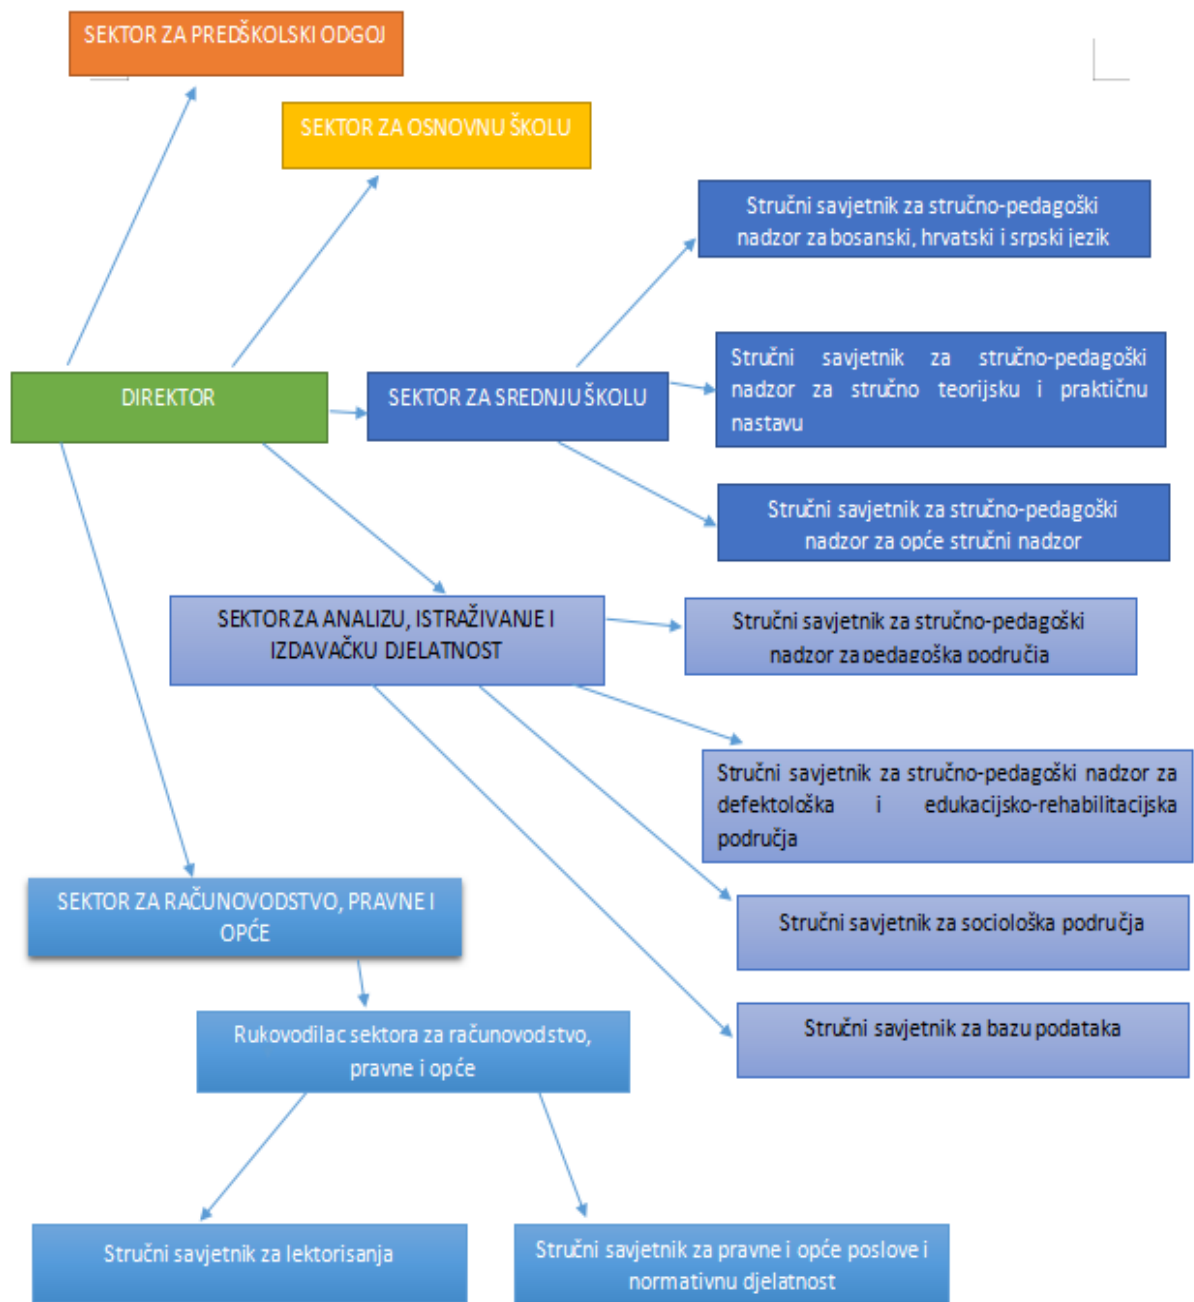 SEKTOR ZA PREDŠKOLSKI ODGOJ
SEKTOR ZA OSNOVNU ŠKOLU
Stručni savjetnik za stručno-pedagoški
nadzor za bosanski, hrvatski i srpski jezik
DIREKTOR
SEKTOR ZA SREDNJU ŠKOLU
Stručni savjetnik za stručno-pedagoški
nadzor za stručno teorijsku i praktičnu
nastavu
Stručni savjetnik za stručno-pedagoški
nadzor za opće stručni nadzor
SEKTOR ZA ANALIZU, ISTRAŽIVANJE I
IZDAVAČKU DJELATNOST
Stručni savjetnik za stručno-pedagoški
nadzor za pedagoška područja
Stručni savjetnik za stručno-pedagoški nadzor za
defektološka i edukacijsko-rehabilitacijska
područja
SEKTOR ZA RAČUNOVODSTVO, PRAVNE I
OPĆE
Stručni savjetnik za sociološka područja
Stručni savjetnik za bazu podataka
Rukovodilac sektora za računovodstvo,
pravne i opće
Stručni savjetnik za lektorisanja
Stručni savjetnik za pravne i opće poslove i
normativnu djelatnost